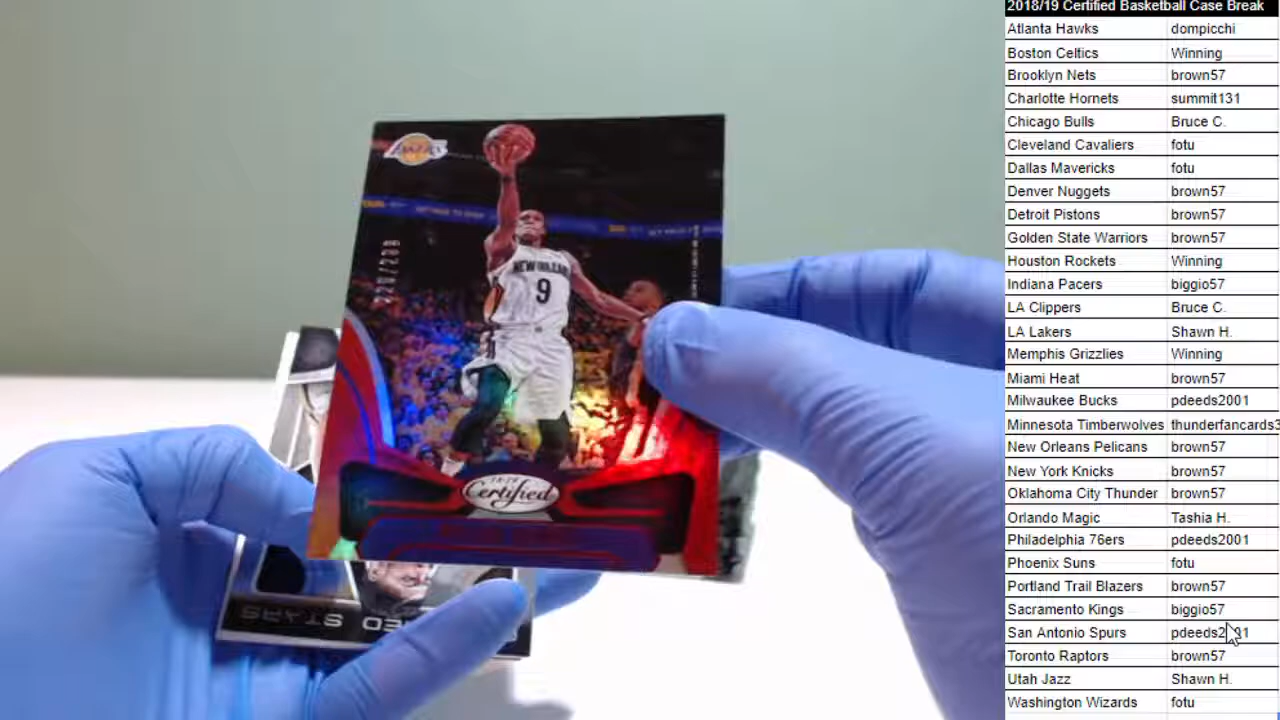 2018/19 Certified Basketball Case Break
Atlanta Hawks dompicchi
Boston Celtics Winning
Brooklyn Nets brown57
Charlotte Hornets summit131
Chicago Bulls Bruce C.
Cleveland Cavaliers fotu
Dallas Mavericks fotu
Denver Nuggets brown57
Detroit Pistons brown57
Golden State Warriors brown57
Houston Rockets Winning
Indiana Pacers biggio57
LA Clippers Bruce C.
LA Lakers Shawn H.
Memphis Grizzlies Winning
Miami Heat brown57
Milwaukee Bucks pdeeds2001
Minnesota Timberwolves thunderfancards3
New Orleans Pelicans brown57
New York Knicks brown57
Oklahoma City Thunder brown57
Orlando Magic Tashia H.
Philadelphia 76ers pdeeds2001
Phoenix Suns fotu
Portland Trail Blazers brown57
Sacramento Kings biggio57
San Antonio Spurs pdeeds2001
Toronto Raptors brown57
Utah Jazz Shawn H.
Washington Wizards fotu
NEW ORLEANS
9
Certified